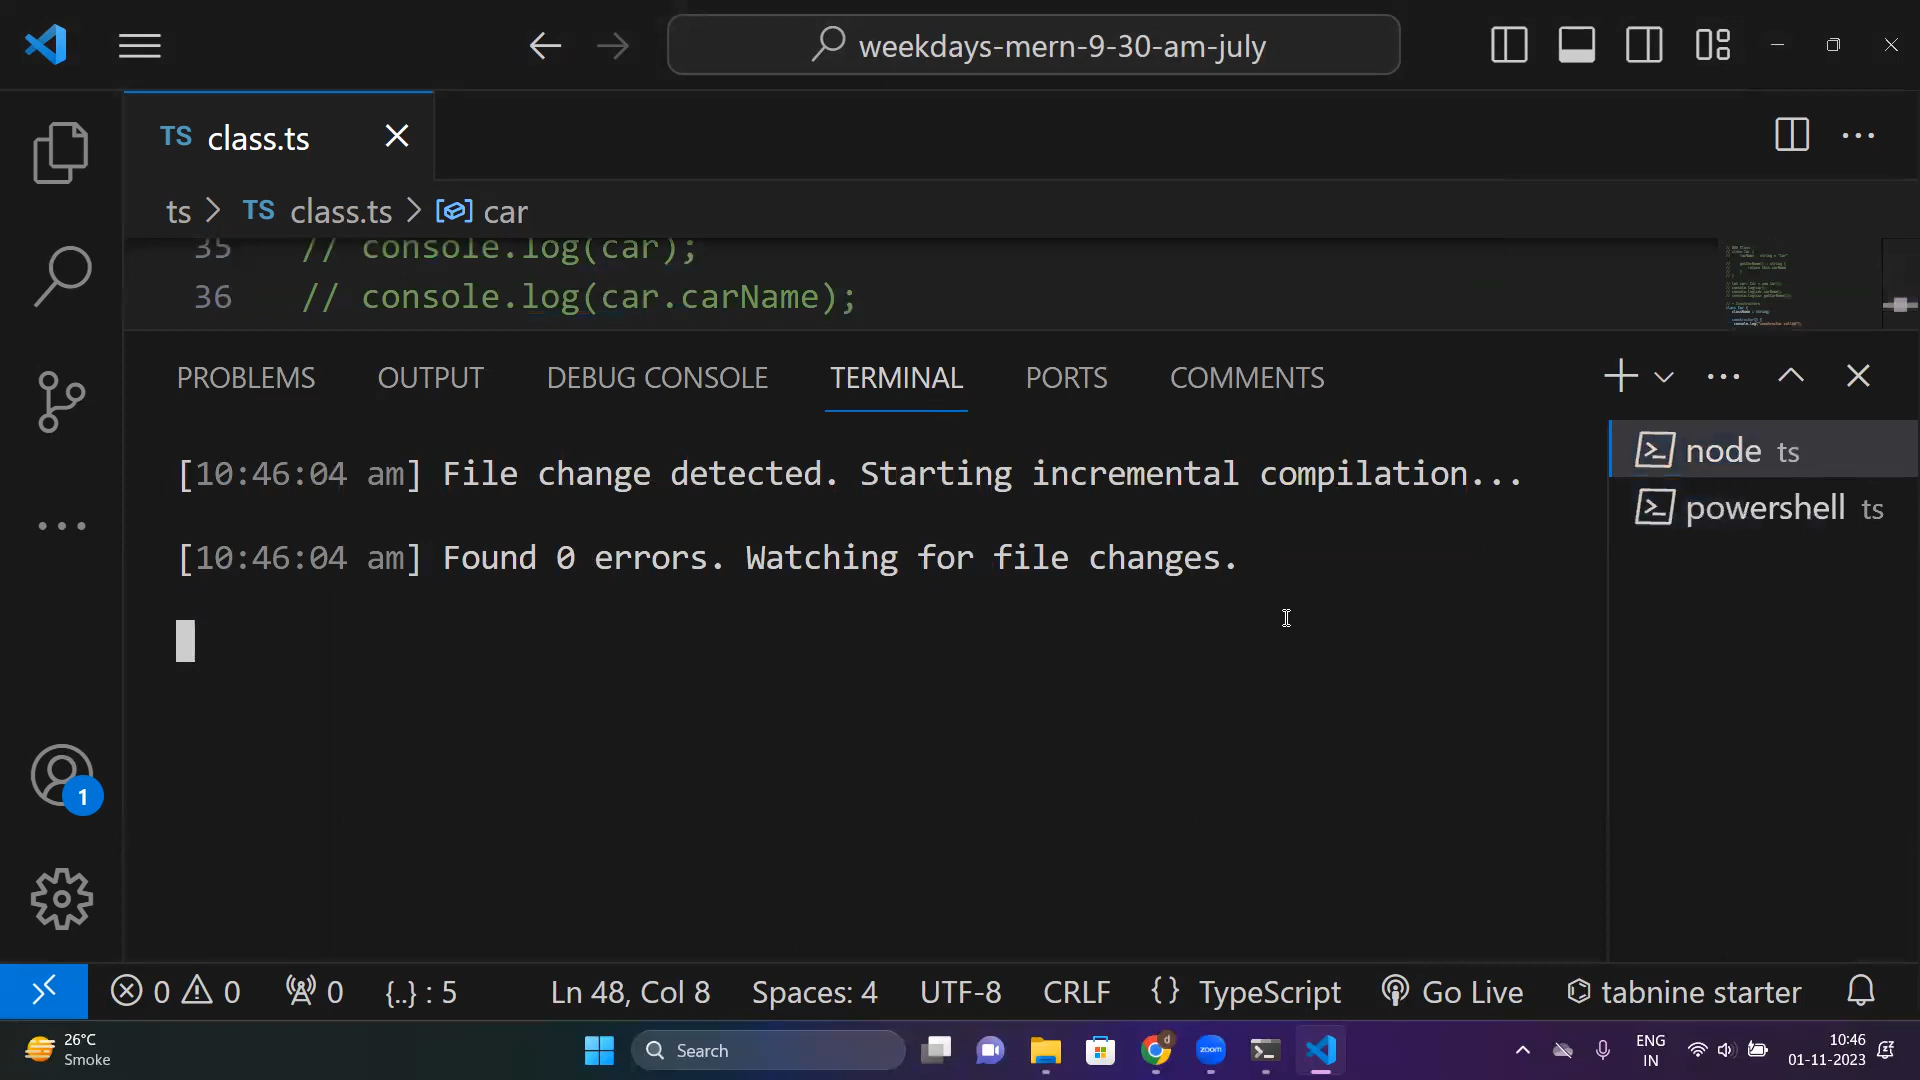 weekdays-mern-9-30-am-july
TS class.ts
ts > TS class.ts > car
35 // console.log(car);
36 // console.log(car.carName);
PROBLEMS OUTPUT DEBUG CONSOLE TERMINAL PORTS COMMENTS
[10:46:04 am] File change detected. Starting incremental compilation...
node ts
powershell ts
[10:46:04 am] Found 0 errors. Watching for file changes.
1
0 0 0 {..} : 5 Ln 48, Col 8 Spaces: 4 UTF-8 CRLF {} TypeScript Go Live tabnine starter
26°C
Smoke
Search
zoom
ENG
IN
10:46
01-11-2023